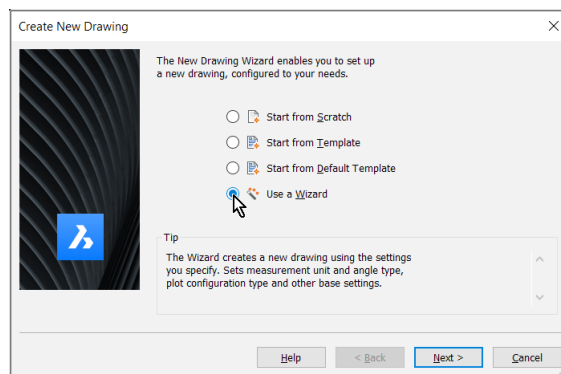 Create New Drawing
The New Drawing Wizard enables you to set up
a new drawing, configured to your needs.
Start from Scratch
Start from Template
Start from Default Template
Use a Wizard
Tip
The Wizard creates a new drawing using the settings
you specify. Sets measurement unit and angle type,
plot configuration type and other base settings.
Help
< Back
Next >
Cancel